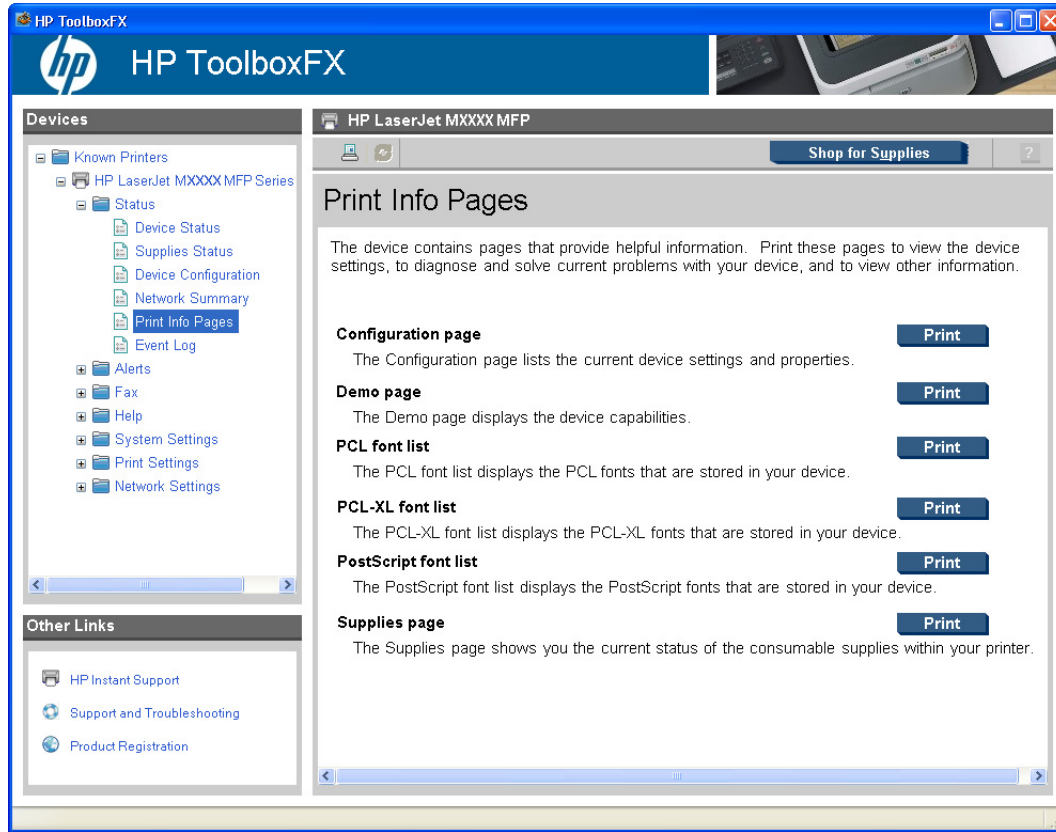 HP ToolboxFX
hp
HP ToolboxFX
Devices
Known Printers
HP LaserJet MXXXX MFP Series
Status
Device Status
Supplies Status
Device Configuration
Network Summary
Print Info Pages
Event Log
Alerts
Fax
Help
System Settings
Print Settings
Network Settings
Other Links
HP Instant Support
Support and Troubleshooting
Product Registration
HP LaserJet MXXXX MFP
Shop for Supplies
?
Print Info Pages
The device contains pages that provide helpful information. Print these pages to view the device
settings, to diagnose and solve current problems with your device, and to view other information.
Configuration page Print
The Configuration page lists the current device settings and properties.
Demo page Print
The Demo page displays the device capabilities.
PCL font list Print
The PCL font list displays the PCL fonts that are stored in your device.
PCL-XL font list Print
The PCL-XL font list displays the PCL-XL fonts that are stored in your device.
PostScript font list Print
The PostScript font list displays the PostScript fonts that are stored in your device.
Supplies page Print
The Supplies page shows you the current status of the consumable supplies within your printer.